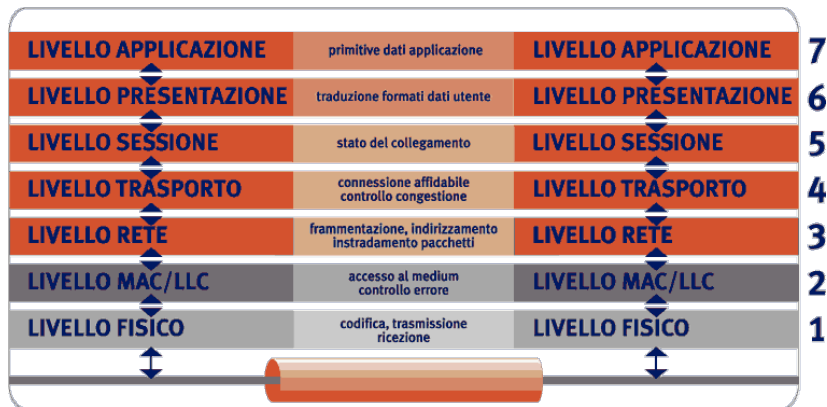 LIVELLO APPLICAZIONE primitive dati applicazione LIVELLO APPLICAZIONE 7
LIVELLO PRESENTAZIONE traduzione formati dati utente LIVELLO PRESENTAZIONE 6
LIVELLO SESSIONE stato del collegamento LIVELLO SESSIONE 5
LIVELLO TRASPORTO connessione affidabile controllo congestione LIVELLO TRASPORTO 4
LIVELLO RETE frammentazione, indirizzamento instradamento pacchetti LIVELLO RETE 3
LIVELLO MAC/LLC accesso al medium controllo errore LIVELLO MAC/LLC 2
LIVELLO FISICO codifica, trasmissione ricezione LIVELLO FISICO 1